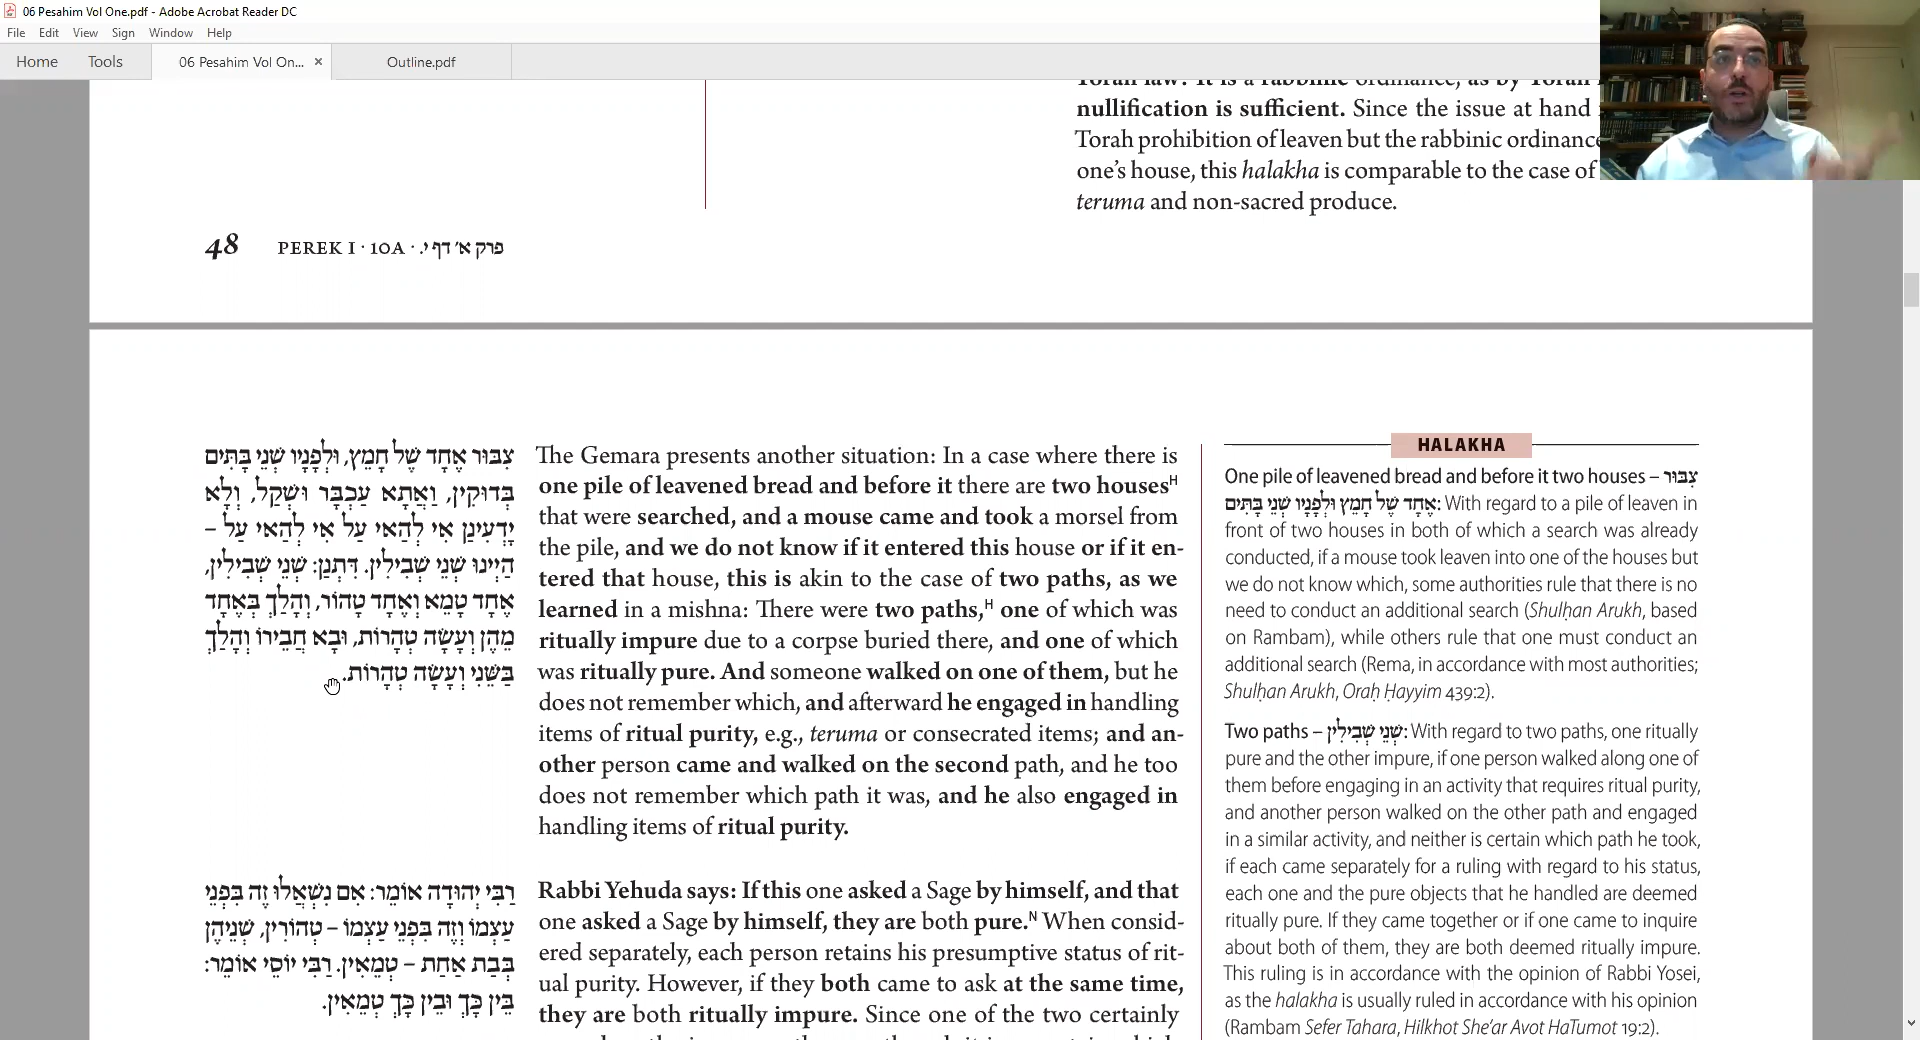 06 Pesahim Vol One.pdf - Adobe Acrobat Reader DC
File Edit View Sign Window Help
Home Tools 06 Pesahim Vol On... × Outline.pdf
Torah law? It is a rabbinic ordinance, as by Torah
nullification is sufficient. Since the issue at hand
Torah prohibition of leaven but the rabbinic ordinance
one's house, this halakha is comparable to the case of
teruma and non-sacred produce.
48 PEREK I · 10A · פרק א׳ דף י.
צִבּוּר אֶחָד שֶׁל חָמֵץ, וּלְפָנָיו שְׁנֵי בָּתִּים
בְּדוּקִין, וַאֲתָא עַכְבָּר וּשְׁקַל, וְלָא
יָדְעִינַן אִי לְהַאי עַל אִי לְהַאי עַל –
הַיְינוּ שְׁנֵי שְׁבִילִין. דִּתְנַן: שְׁנֵי שְׁבִילִין,
אֶחָד טָמֵא וְאֶחָד טָהוֹר, וְהָלַךְ בְּאֶחָד
מֵהֶן וְעָשָׂה טְהָרוֹת, וּבָא חֲבֵירוֹ וְהָלַךְ
בַּשֵּׁנִי וְעָשָׂה טְהָרוֹת.
The Gemara presents another situation: In a case where there is
one pile of leavened bread and before it there are two houses^H
that were searched, and a mouse came and took a morsel from
the pile, and we do not know if it entered this house or if it en-
tered that house, this is akin to the case of two paths, as we
learned in a mishna: There were two paths,^H one of which was
ritually impure due to a corpse buried there, and one of which
was ritually pure. And someone walked on one of them, but he
does not remember which, and afterward he engaged in handling
items of ritual purity, e.g., teruma or consecrated items; and an-
other person came and walked on the second path, and he too
does not remember which path it was, and he also engaged in
handling items of ritual purity.
רַבִּי יְהוּדָה אוֹמֵר: אִם נִשְׁאֲלוּ זֶה בִּפְנֵי
עַצְמוֹ וְזֶה בִּפְנֵי עַצְמוֹ – טְהוֹרִין, שְׁנֵיהֶן
בְּבַת אַחַת – טְמֵאִין. רַבִּי יוֹסֵי אוֹמֵר:
בֵּין כָּךְ וּבֵין כָּךְ טְמֵאִין.
Rabbi Yehuda says: If this one asked a Sage by himself, and that
one asked a Sage by himself, they are both pure.^N When consid-
ered separately, each person retains his presumptive status of rit-
ual purity. However, if they both came to ask at the same time,
they are both ritually impure. Since one of the two certainly
HALAKHA
One pile of leavened bread and before it two houses – צִבּוּר
אֶחָד שֶׁל חָמֵץ וּלְפָנָיו שְׁנֵי בָּתִּים: With regard to a pile of leaven in
front of two houses in both of which a search was already
conducted, if a mouse took leaven into one of the houses but
we do not know which, some authorities rule that there is no
need to conduct an additional search (Shulḥan Arukh, based
on Rambam), while others rule that one must conduct an
additional search (Rema, in accordance with most authorities;
Shulḥan Arukh, Oraḥ Ḥayyim 439:2).
Two paths – שְׁנֵי שְׁבִילִין: With regard to two paths, one ritually
pure and the other impure, if one person walked along one of
them before engaging in an activity that requires ritual purity,
and another person walked on the other path and engaged
in a similar activity, and neither is certain which path he took,
if each came separately for a ruling with regard to his status,
each one and the pure objects that he handled are deemed
ritually pure. If they came together or if one came to inquire
about both of them, they are both deemed ritually impure.
This ruling is in accordance with the opinion of Rabbi Yosei,
as the halakha is usually ruled in accordance with his opinion
(Rambam Sefer Tahara, Hilkhot She'ar Avot HaTumot 19:2).